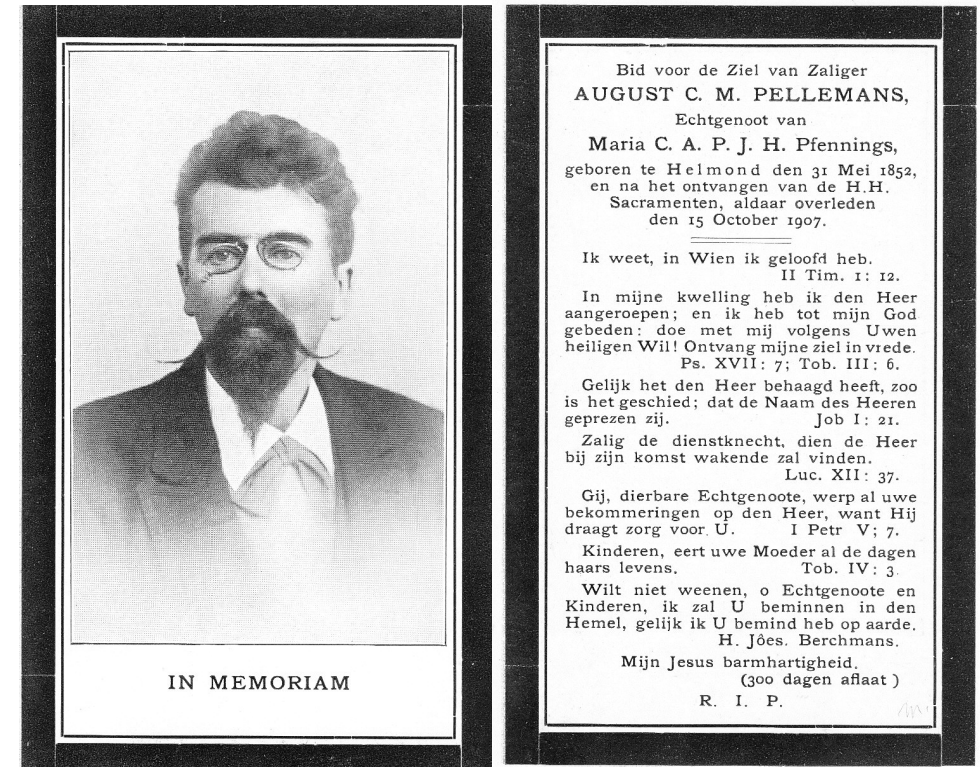 IN MEMORIAM
Bid voor de Ziel van Zaliger
AUGUST C. M. PELLEMANS,
Echtgenoot van
Maria C. A. P. J. H. Pfennings,
geboren te Helmond den 31 Mei 1852,
en na het ontvangen van de H.H.
Sacramenten, aldaar overleden
den 15 October 1907.
Ik weet, in Wien ik geloofd heb.
II Tim. 1: 12.
In mijne kwelling heb ik den Heer
aangeroepen; en ik heb tot mijn God
gebeden: doe met mij volgens Uwen
heiligen Wil! Ontvang mijne ziel in vrede.
Ps. XVII: 7; Tob. III: 6.
Gelijk het den Heer behaagd heeft, zoo
is het geschied; dat de Naam des Heeren
geprezen zij. Job I: 21.
Zalig de dienstknecht, dien de Heer
bij zijn komst wakende zal vinden.
Luc. XII: 37.
Gij, dierbare Echtgenoote, werp al uwe
bekommeringen op den Heer, want Hij
draagt zorg voor U. I Petr V; 7.
Kinderen, eert uwe Moeder al de dagen
haars levens. Tob. IV: 3.
Wilt niet weenen, o Echtgenoote en
Kinderen, ik zal U beminnen in den
Hemel, gelijk ik U bemind heb op aarde.
H. Jôes. Berchmans.
Mijn Jesus barmhartigheid.
(300 dagen aflaat)
R. I. P.